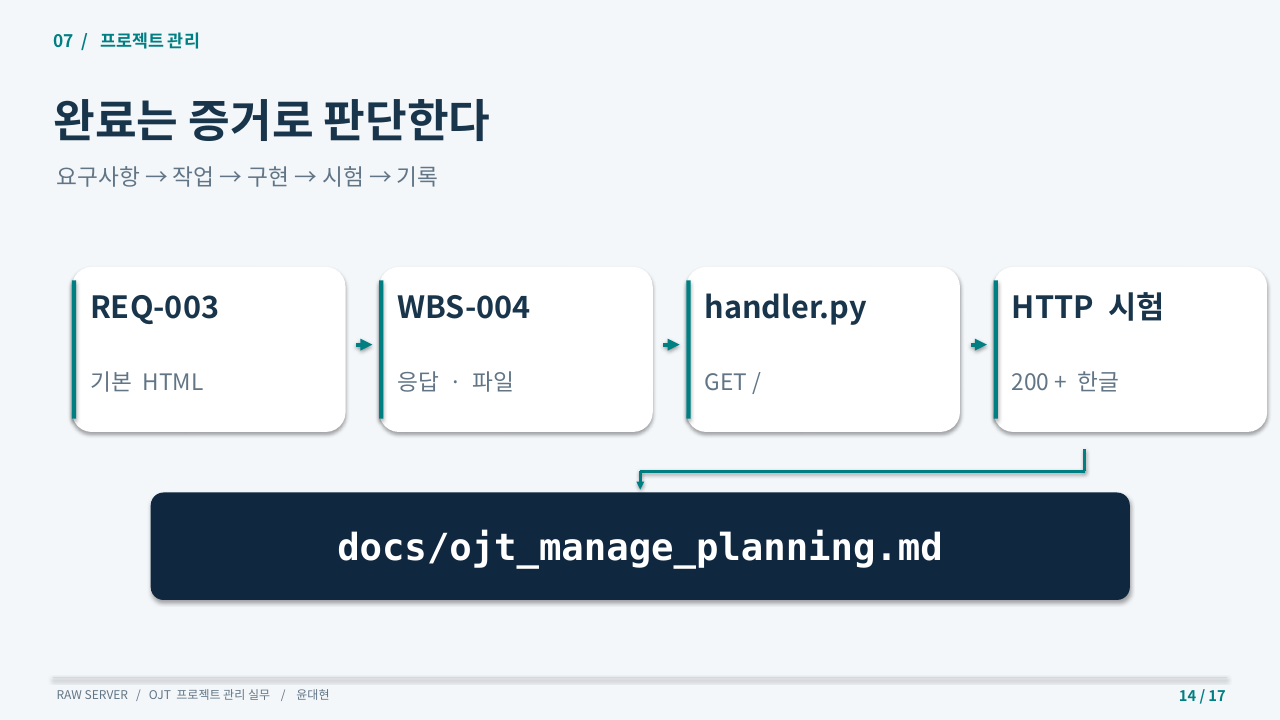 07 / 프로젝트 관리
완료는 증거로 판단한다
요구사항 → 작업 → 구현 → 시험 → 기록
REQ-003
기본 HTML
WBS-004
응답 · 파일
handler.py
GET /
HTTP 시험
200 + 한글
docs/ojt_manage_planning.md
RAW SERVER / OJT 프로젝트 관리 실무 / 윤대현
14 / 17